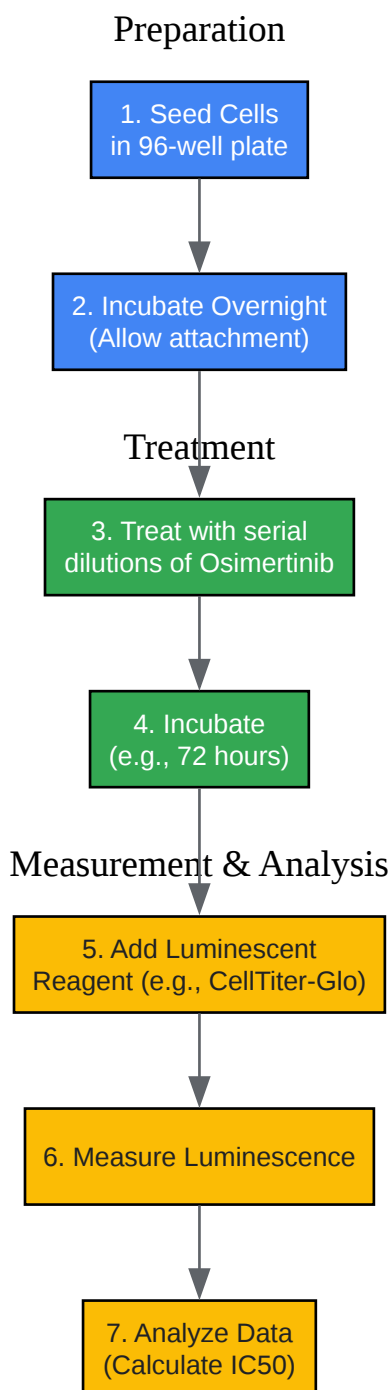 Preparation
1. Seed Cells
in 96-well plate
2. Incubate Overnight
(Allow attachment)
Treatment
3. Treat with serial
dilutions of Osimertinib
4. Incubate
(e.g., 72 hours)
Measurement & Analysis
5. Add Luminescent
Reagent (e.g., CellTiter-Glo)
6. Measure Luminescence
7. Analyze Data
(Calculate IC50)